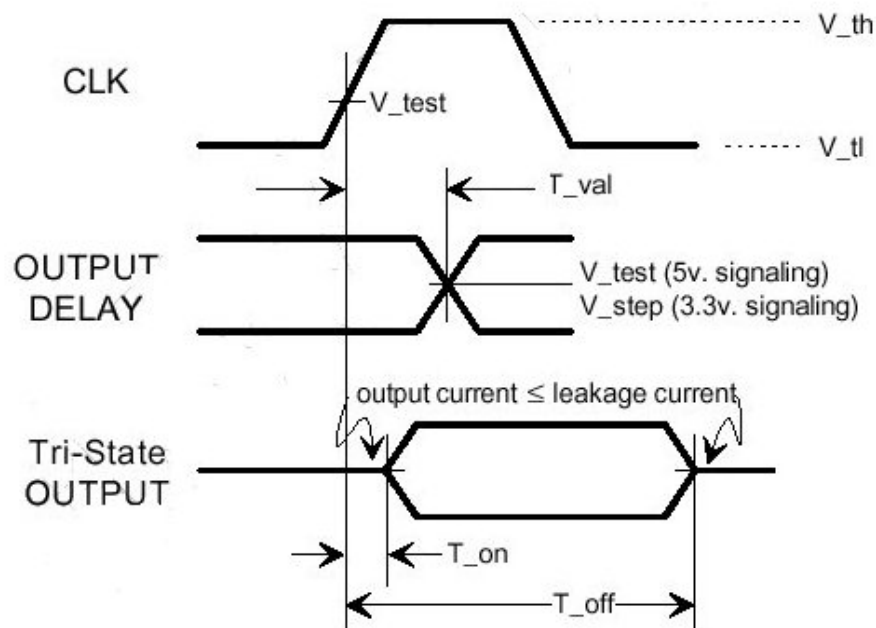 V_th
CLK
V_test
V_tl
T_val
OUTPUT
DELAY
V_test (5v. signaling)
V_step (3.3v. signaling)
output current ≤ leakage current
Tri-State
OUTPUT
T_on
T_off